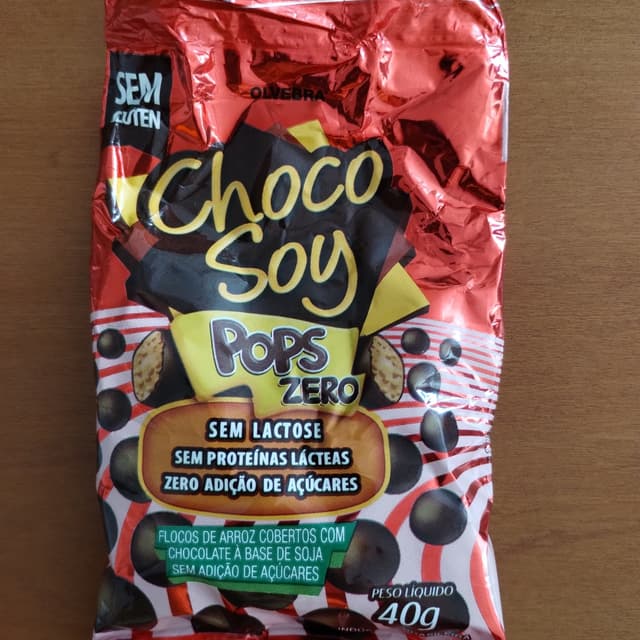 OLVEBRA
SEM
GLÚTEN
Choco
Soy
POPS
ZERO
SEM LACTOSE
SEM PROTEÍNAS LÁCTEAS
ZERO ADIÇÃO DE AÇÚCARES
FLOCOS DE ARROZ COBERTOS COM
CHOCOLATE À BASE DE SOJA
SEM ADIÇÃO DE AÇÚCARES
PESO LÍQUIDO
40g